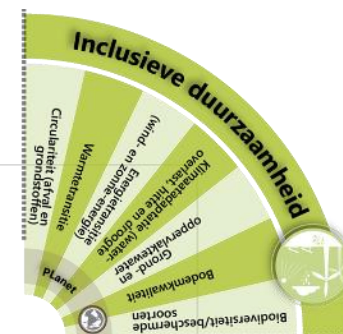 Inclusieve duurzaamheid
Circulariteit (afval en
grondstoffen)
Warmtetransitie
Energietransitie
(wind- en zonne-energie)
Klimaatadaptatie (water-
overlast, hitte en droogte
Grond- en
oppervlaktewater
Bodemkwaliteit
Biodiversiteit/beschermde
soorten
PLanet